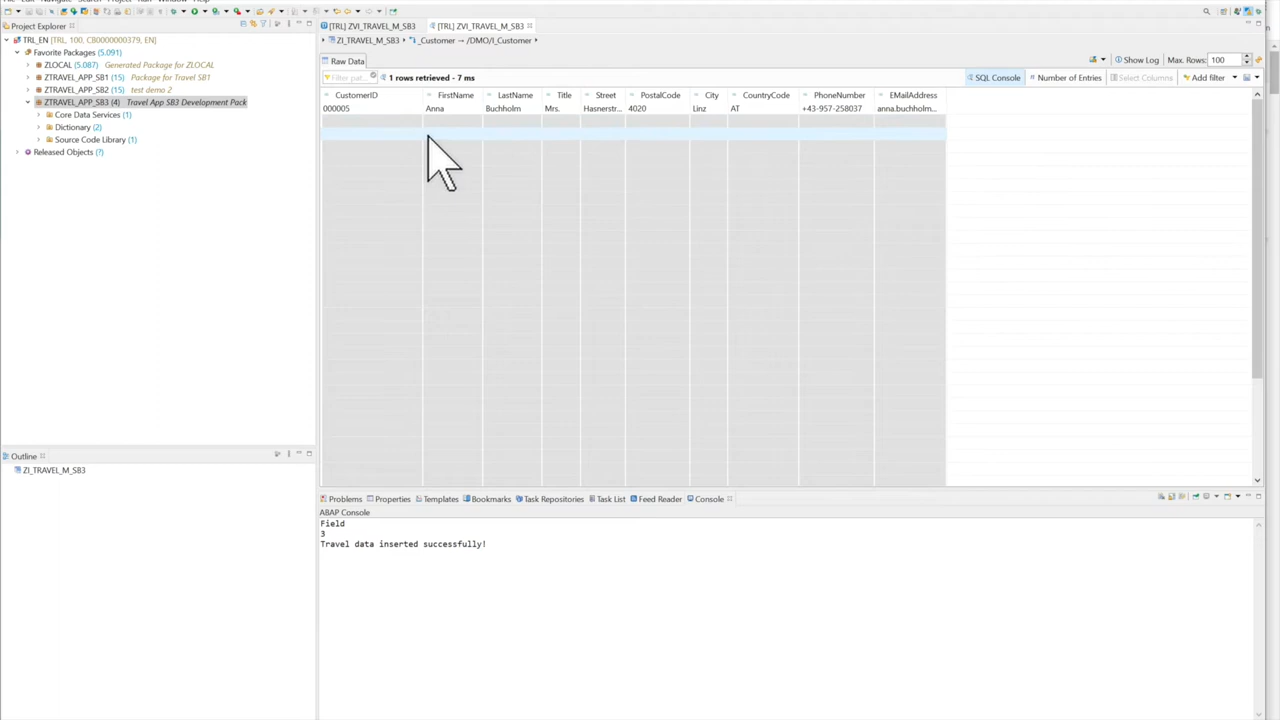 Project Explorer
[TRL] ZVI_TRAVEL_M_SB3 [TRL] ZVI_TRAVEL_M_SB3
TRL_EN [TRL, 100, CB0000000379, EN]
ZI_TRAVEL_M_SB3 _Customer → /DMO/I_Customer
Favorite Packages (5.091)
ZLOCAL (5.087) Generated Package for ZLOCAL
Raw Data
Show Log Max. Rows: 100
ZTRAVEL_APP_SB1 (15) Package for Travel SB1
Filter pat... 1 rows retrieved - 7 ms
SQL Console Number of Entries Select Columns Add filter
ZTRAVEL_APP_SB2 (15) test demo 2
ZTRAVEL_APP_SB3 (4) Travel App SB3 Development Pack
CustomerID FirstName LastName Title Street PostalCode City CountryCode PhoneNumber EMailAddress
000005 Anna Buchholm Mrs. Hasnerstr... 4020 Linz AT +43-957-258037 anna.buchholm...
Core Data Services (1)
Dictionary (2)
Source Code Library (1)
Released Objects (?)
Outline
ZI_TRAVEL_M_SB3
Problems Properties Templates Bookmarks Task Repositories Task List Feed Reader Console
ABAP Console
Field
3
Travel data inserted successfully!